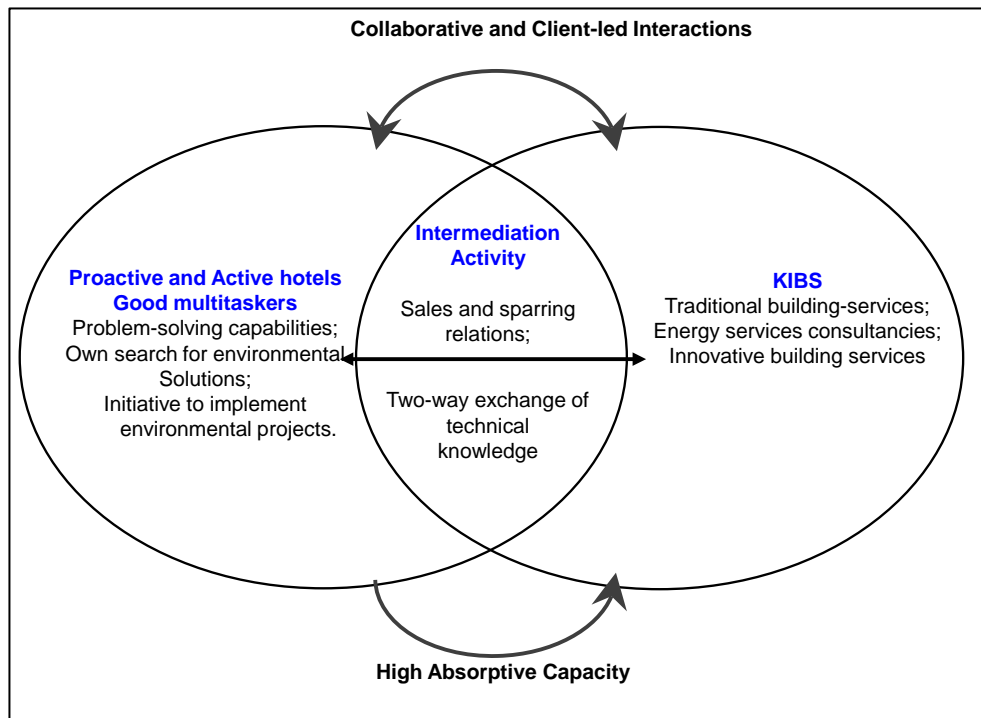 Collaborative and Client-led Interactions
Proactive and Active hotels
Good multitaskers
Problem-solving capabilities;
Own search for environmental
Solutions;
Initiative to implement
environmental projects.
Intermediation
Activity
Sales and sparring
relations;
Two-way exchange of
technical
knowledge
KIBS
Traditional building-services;
Energy services consultancies;
Innovative building services
High Absorptive Capacity